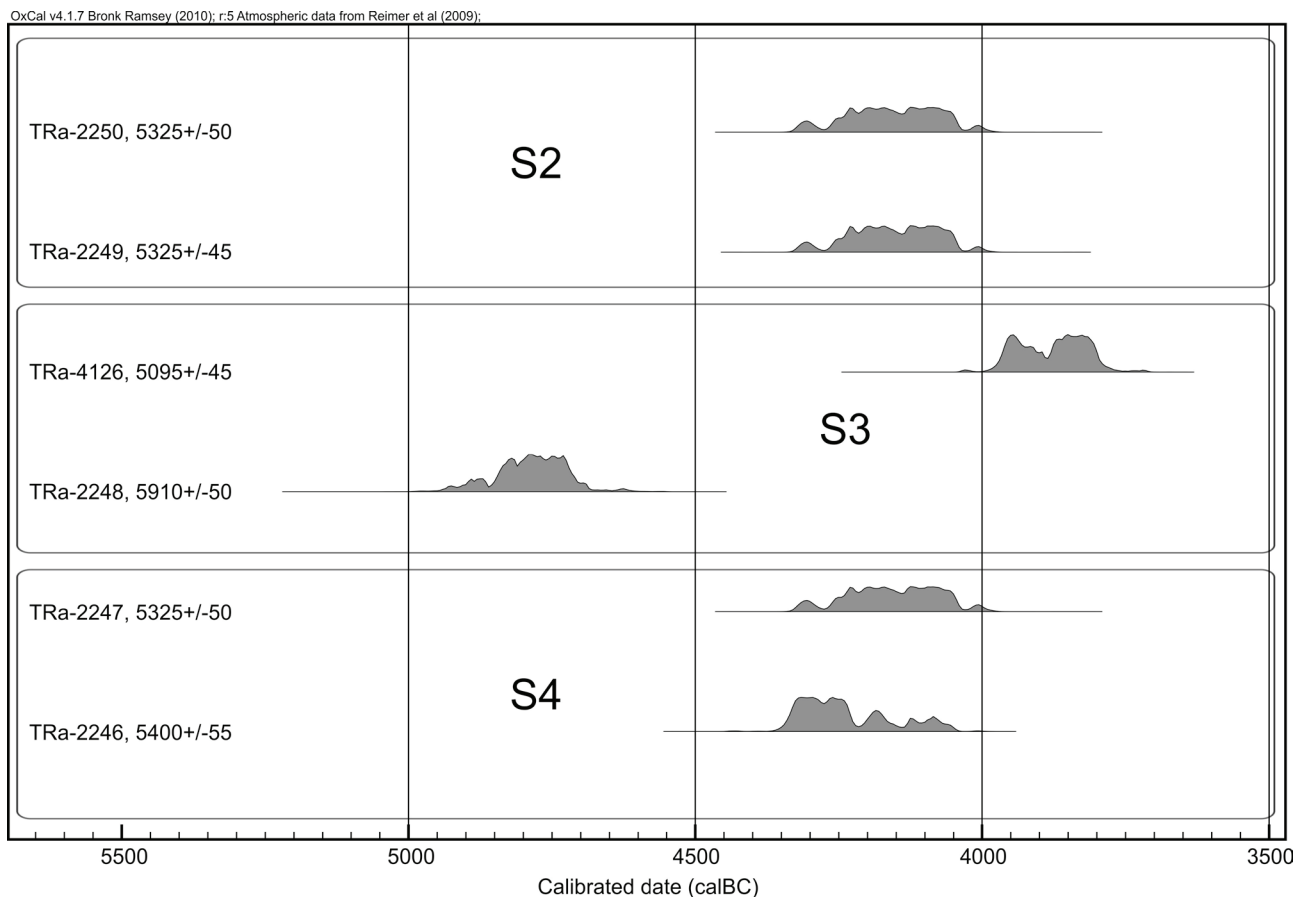 OxCal v4.1.7 Bronk Ramsey (2010); r:5 Atmospheric data from Reimer et al (2009);
TRa-2250, 5325+/-50
S2
TRa-2249, 5325+/-45
TRa-4126, 5095+/-45
S3
TRa-2248, 5910+/-50
TRa-2247, 5325+/-50
S4
TRa-2246, 5400+/-55
5500 5000 4500 4000 3500
Calibrated date (calBC)